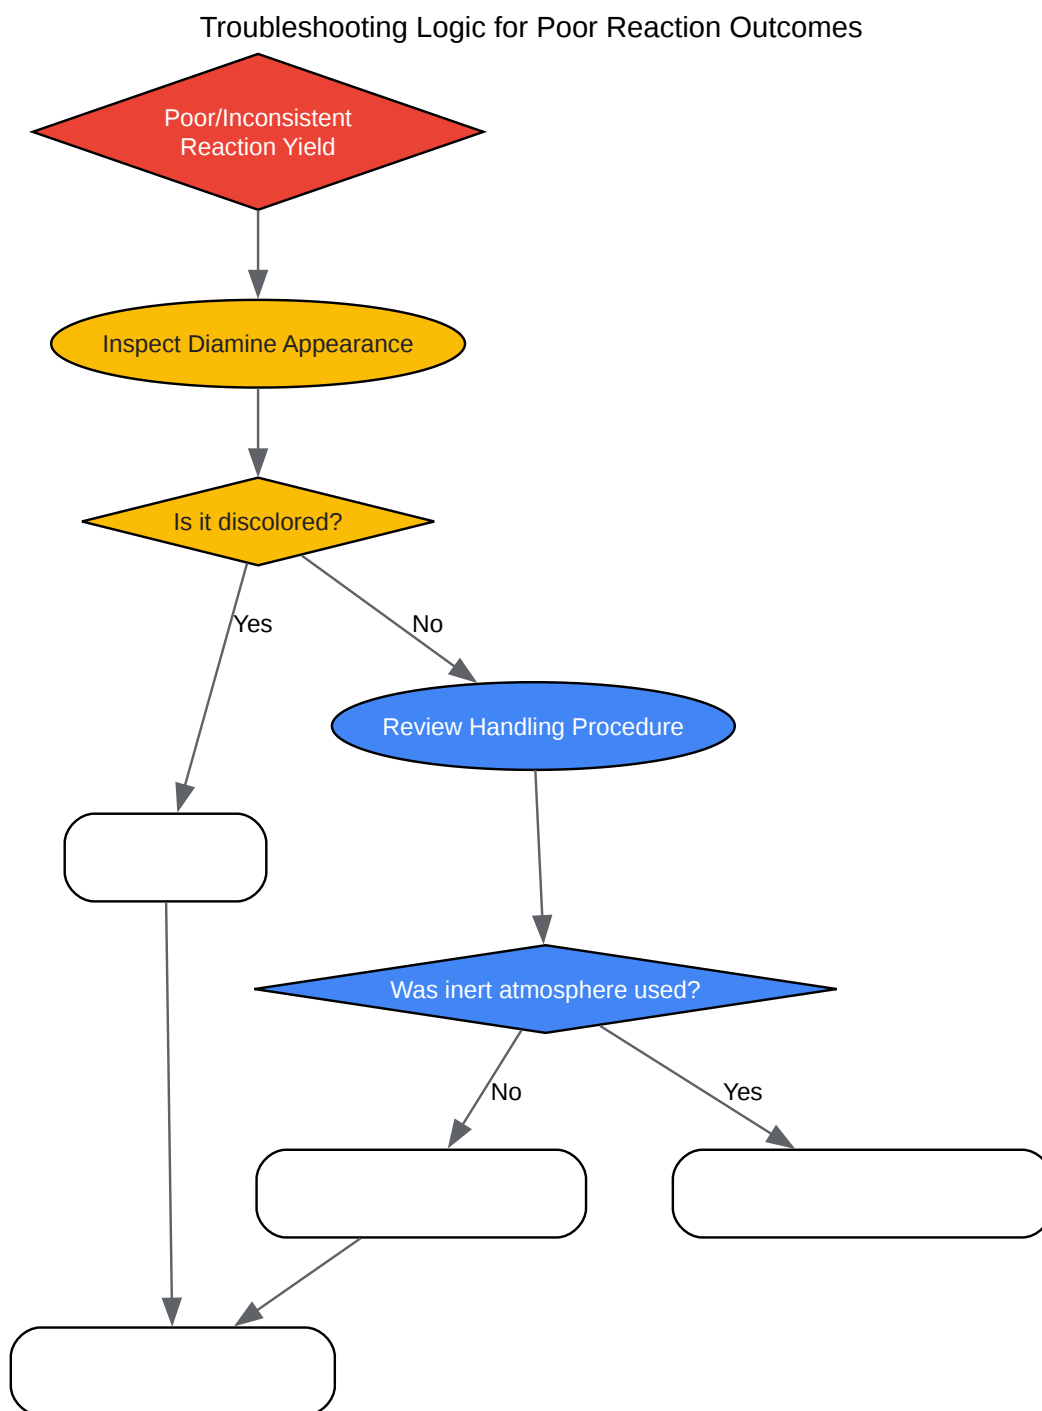 Troubleshooting Logic for Poor Reaction Outcomes
Poor/Inconsistent
Reaction Yield
Inspect Diamine Appearance
Is it discolored?
Yes
No
Review Handling Procedure
Was inert atmosphere used?
No
Yes